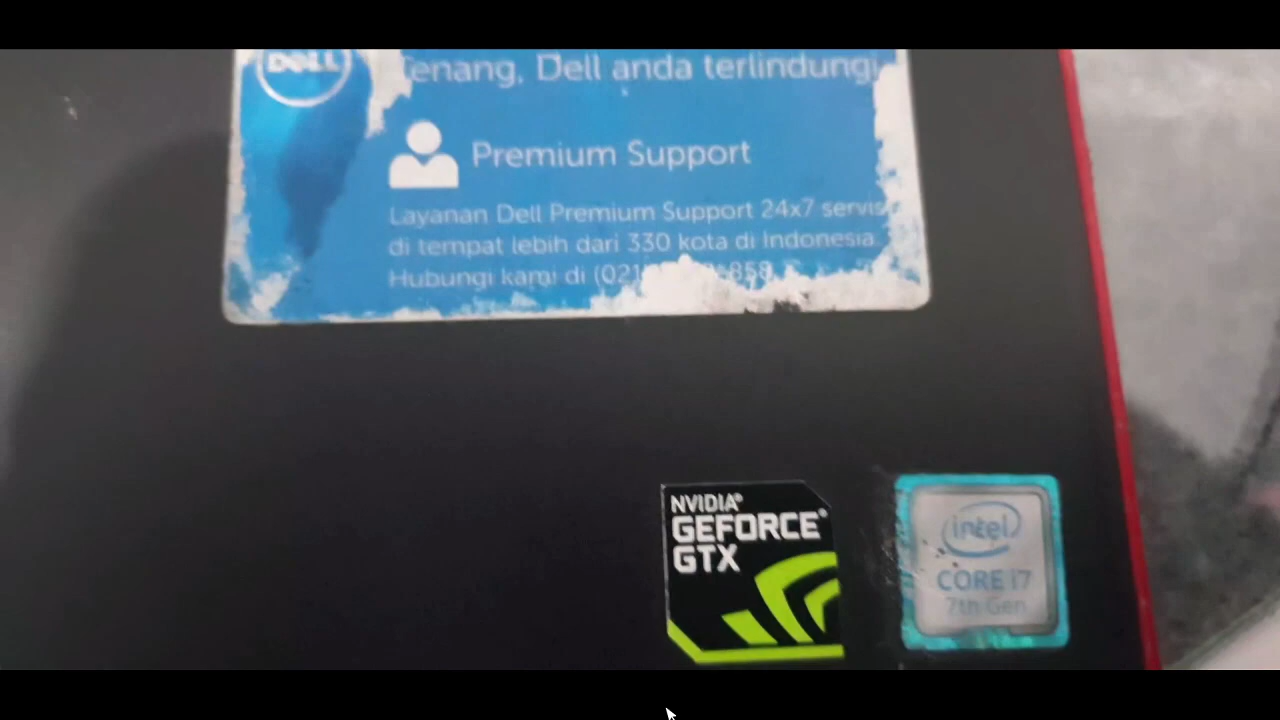 DELL
Tenang, Dell anda terlindungi
Premium Support
Layanan Dell Premium Support 24x7 servis
di tempat lebih dari 330 kota di Indonesia.
Hubungi kami di (021 858
NVIDIA®
GEFORCE®
GTX
intel
CORE i7
7th Gen